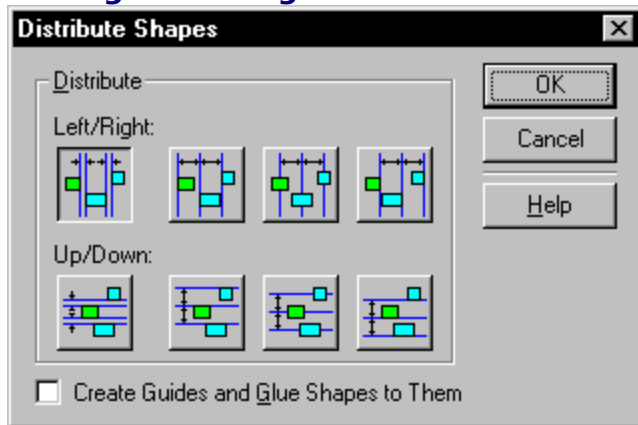 Distribute Shapes
Distribute
OK
Left/Right:
Cancel
Help
Up/Down:
Create Guides and Glue Shapes to Them